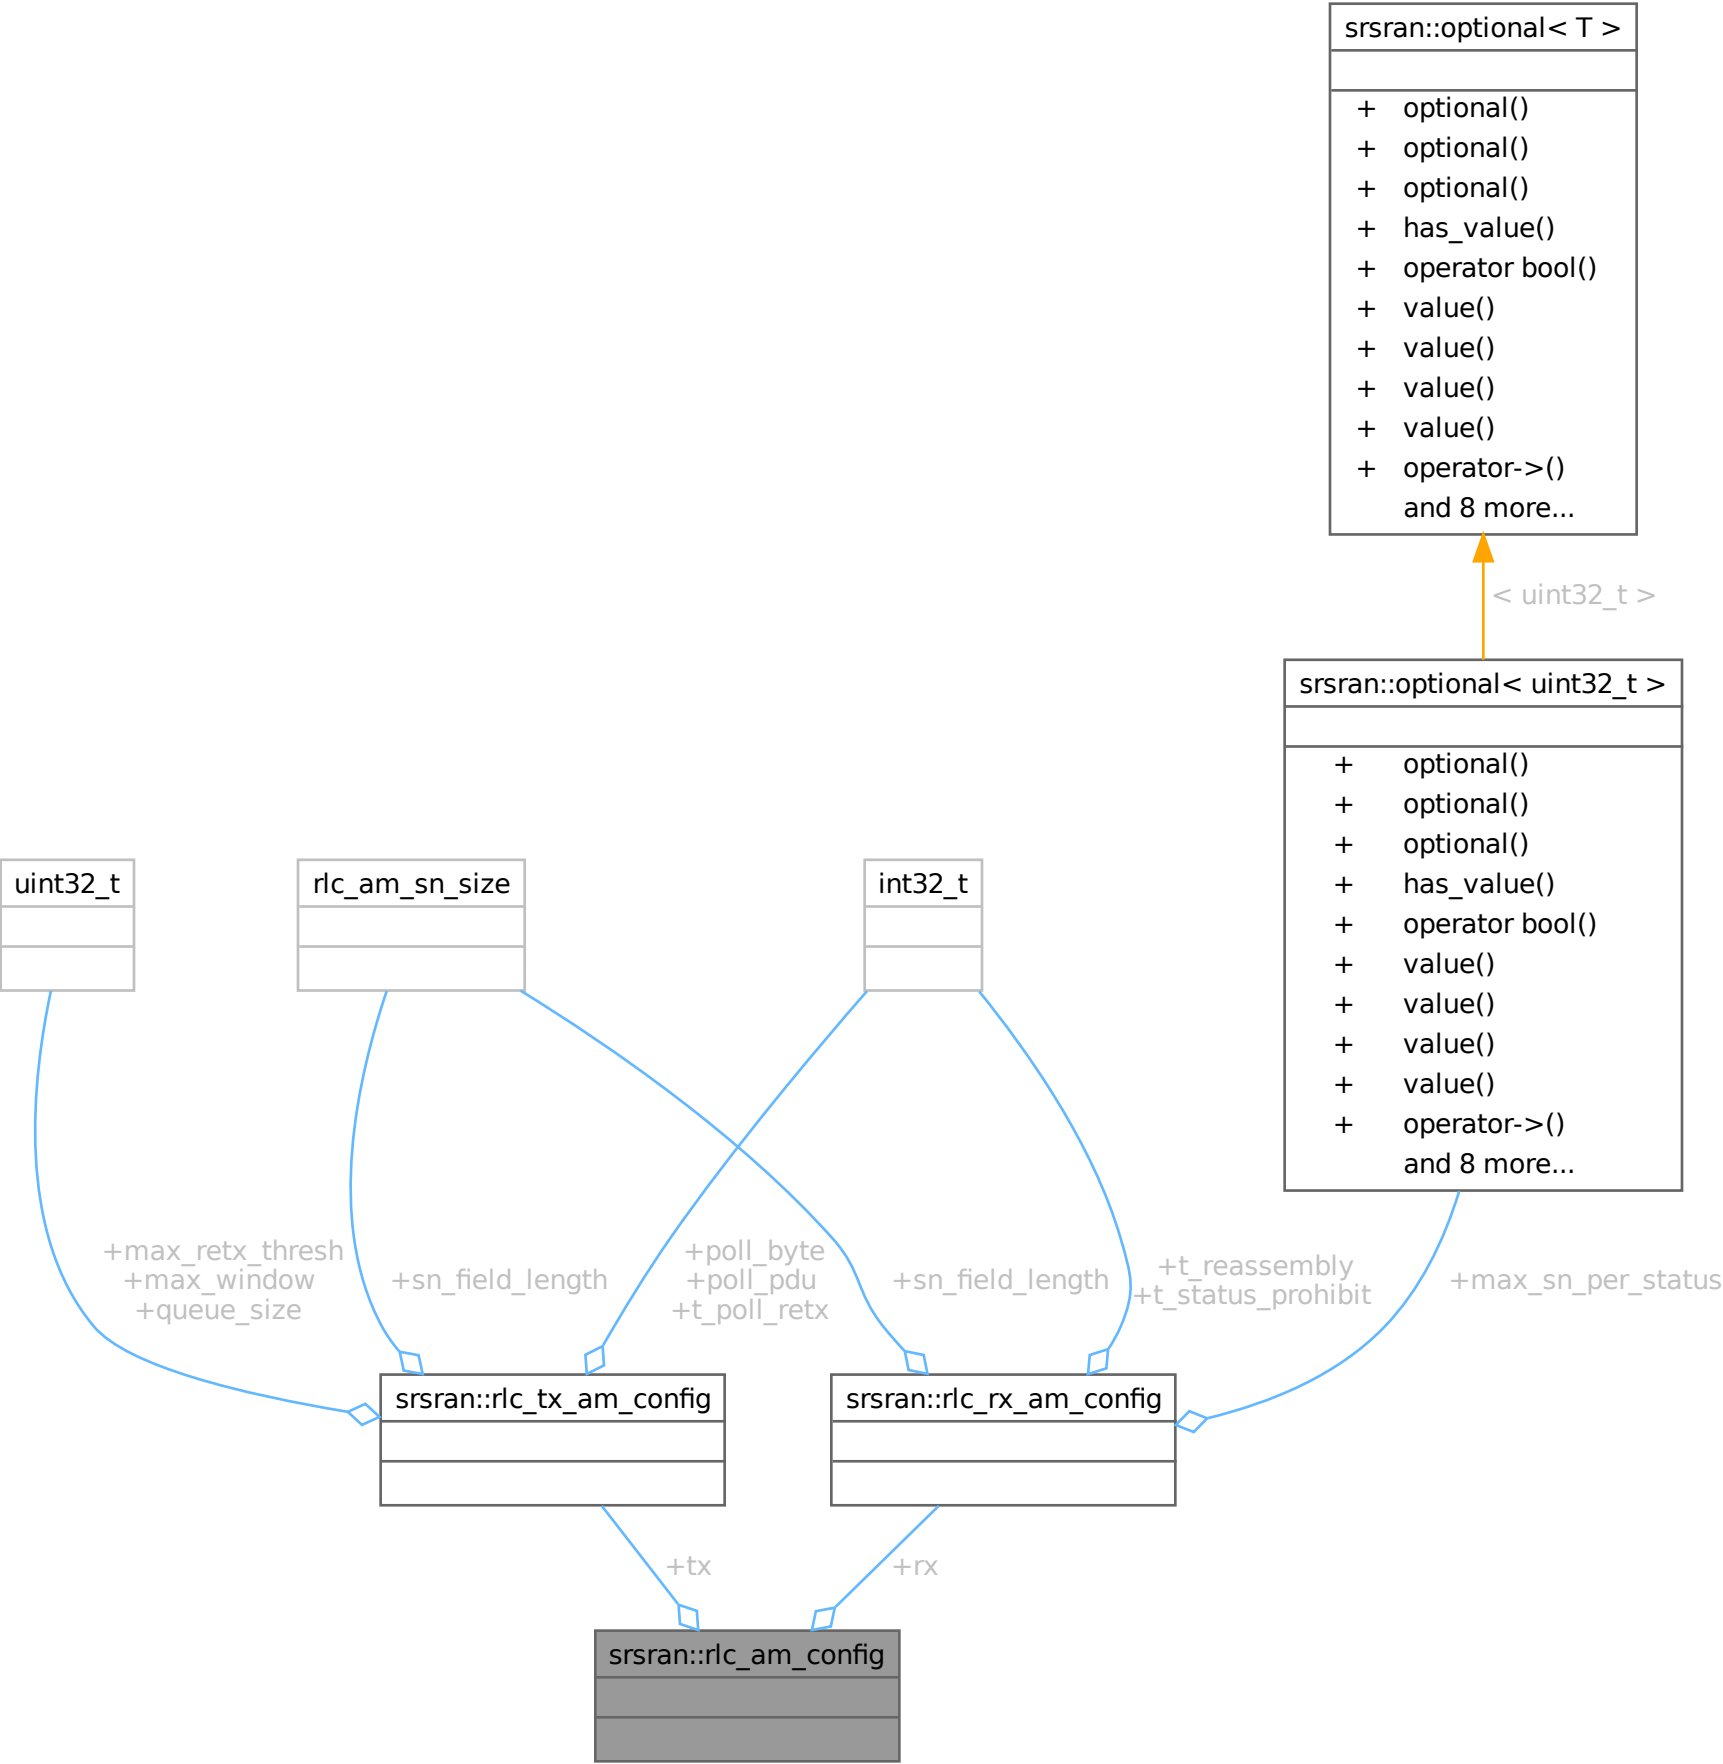 srsran::optional< T >
+ optional()
+ optional()
+ optional()
+ has_value()
+ operator bool()
+ value()
+ value()
+ value()
+ value()
+ operator->()
and 8 more...
< uint32_t >
srsran::optional< uint32_t >
+ optional()
+ optional()
+ optional()
+ has_value()
+ operator bool()
+ value()
+ value()
+ value()
+ value()
+ operator->()
and 8 more...
uint32_t
rlc_am_sn_size
int32_t
+max_retx_thresh
+max_window
+queue_size
+sn_field_length
+poll_byte
+poll_pdu
+t_poll_retx
+sn_field_length
+t_reassembly
+t_status_prohibit
+max_sn_per_status
srsran::rlc_tx_am_config
srsran::rlc_rx_am_config
+tx
+rx
srsran::rlc_am_config